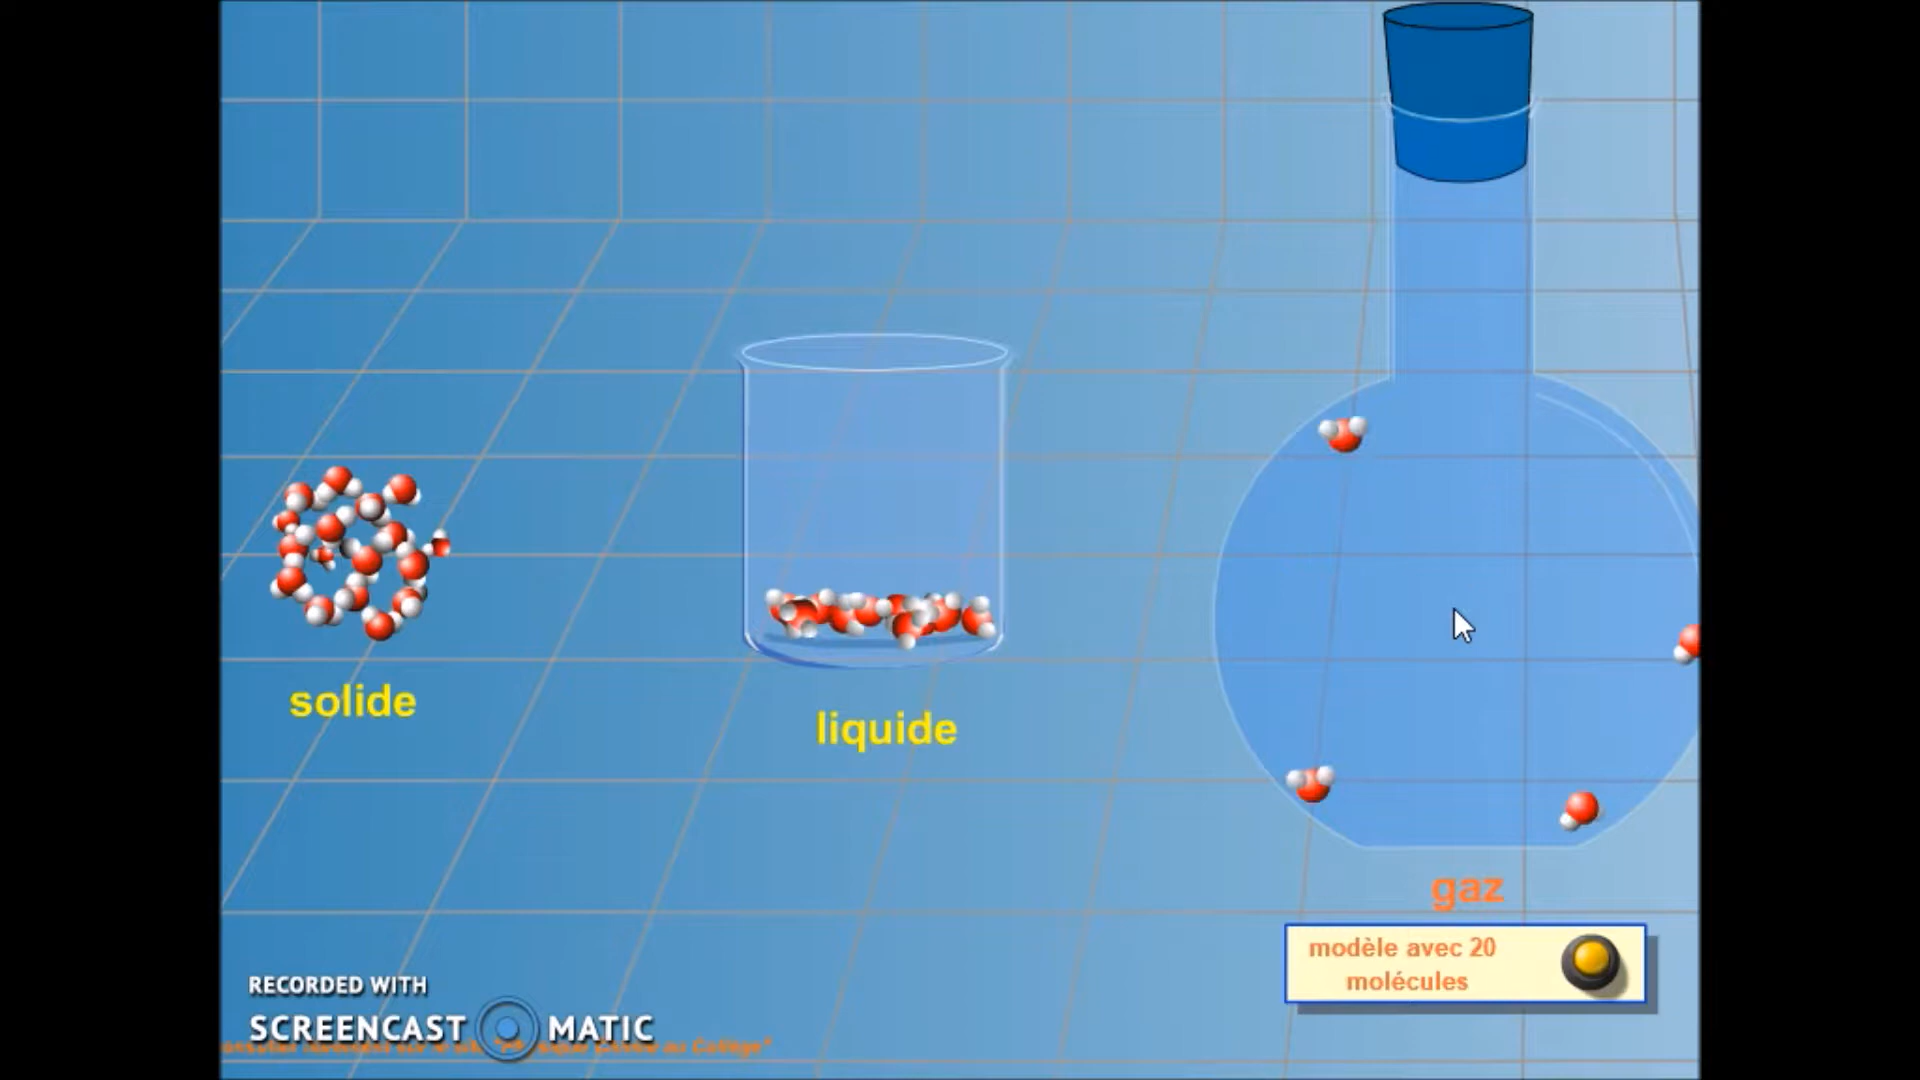 solide
liquide
gaz
modèle avec 20
molécules
RECORDED WITH
SCREENCAST MATIC